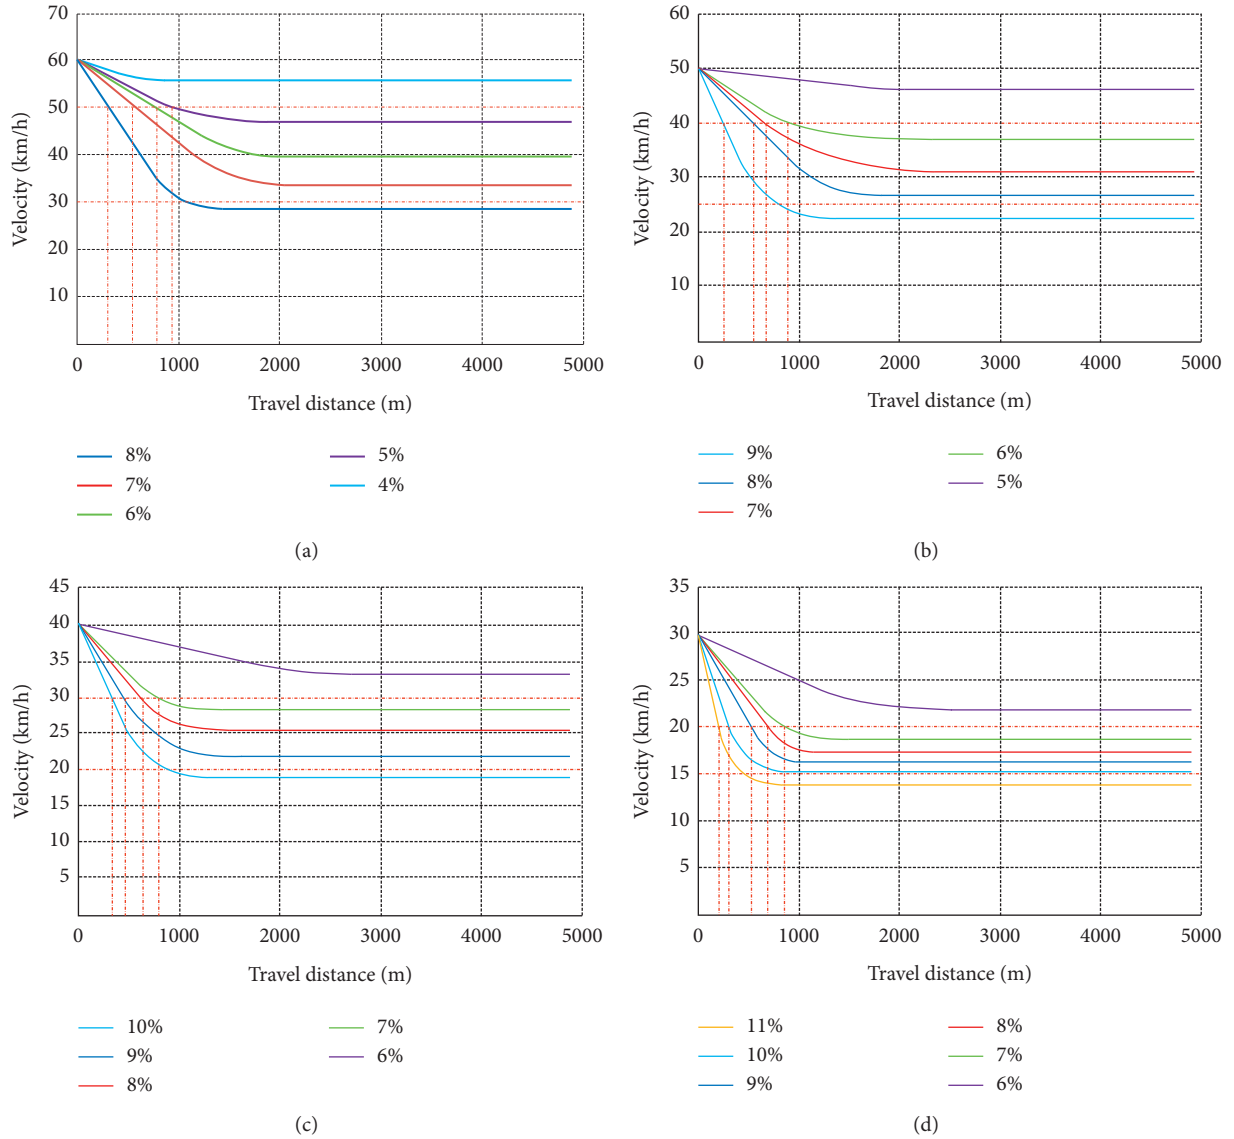 70
60
50
40
30
20
10
Velocity (km/h)
0 1000 2000 3000 4000 5000
Travel distance (m)
8% 5%
7% 4%
6%
(a)
60
50
40
30
20
10
Velocity (km/h)
0 1000 2000 3000 4000 5000
Travel distance (m)
9% 6%
8% 5%
7%
(b)
45
40
35
30
25
20
15
10
5
Velocity (km/h)
0 1000 2000 3000 4000 5000
Travel distance (m)
10% 7%
9% 6%
8%
(c)
35
30
25
20
15
10
5
Velocity (km/h)
0 1000 2000 3000 4000 5000
Travel distance (m)
11% 8%
10% 7%
9% 6%
(d)